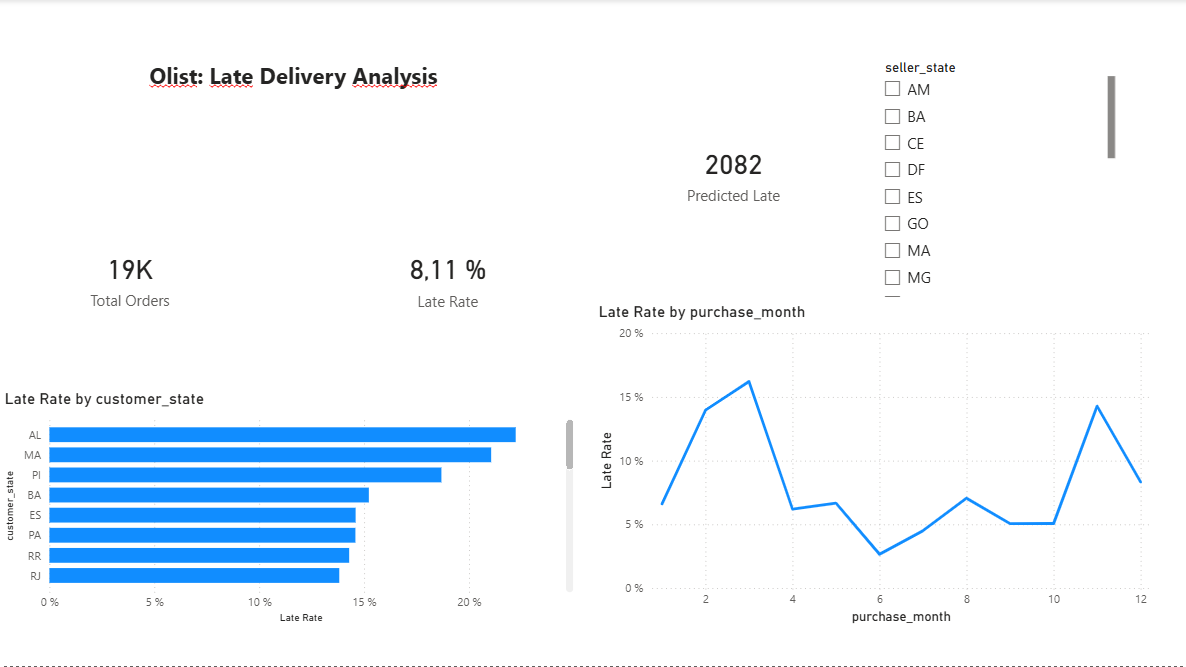 Olist: Late Delivery Analysis
seller_state
AM
BA
CE
DF
ES
GO
MA
MG
2082
Predicted Late
19K
Total Orders
8,11 %
Late Rate
Late Rate by customer_state
customer_state
AL
MA
PI
BA
ES
PA
RR
RJ
0 %
5 %
10 %
15 %
20 %
Late Rate
Late Rate by purchase_month
Late Rate
20 %
15 %
10 %
5 %
0 %
2
4
6
8
10
12
purchase_month